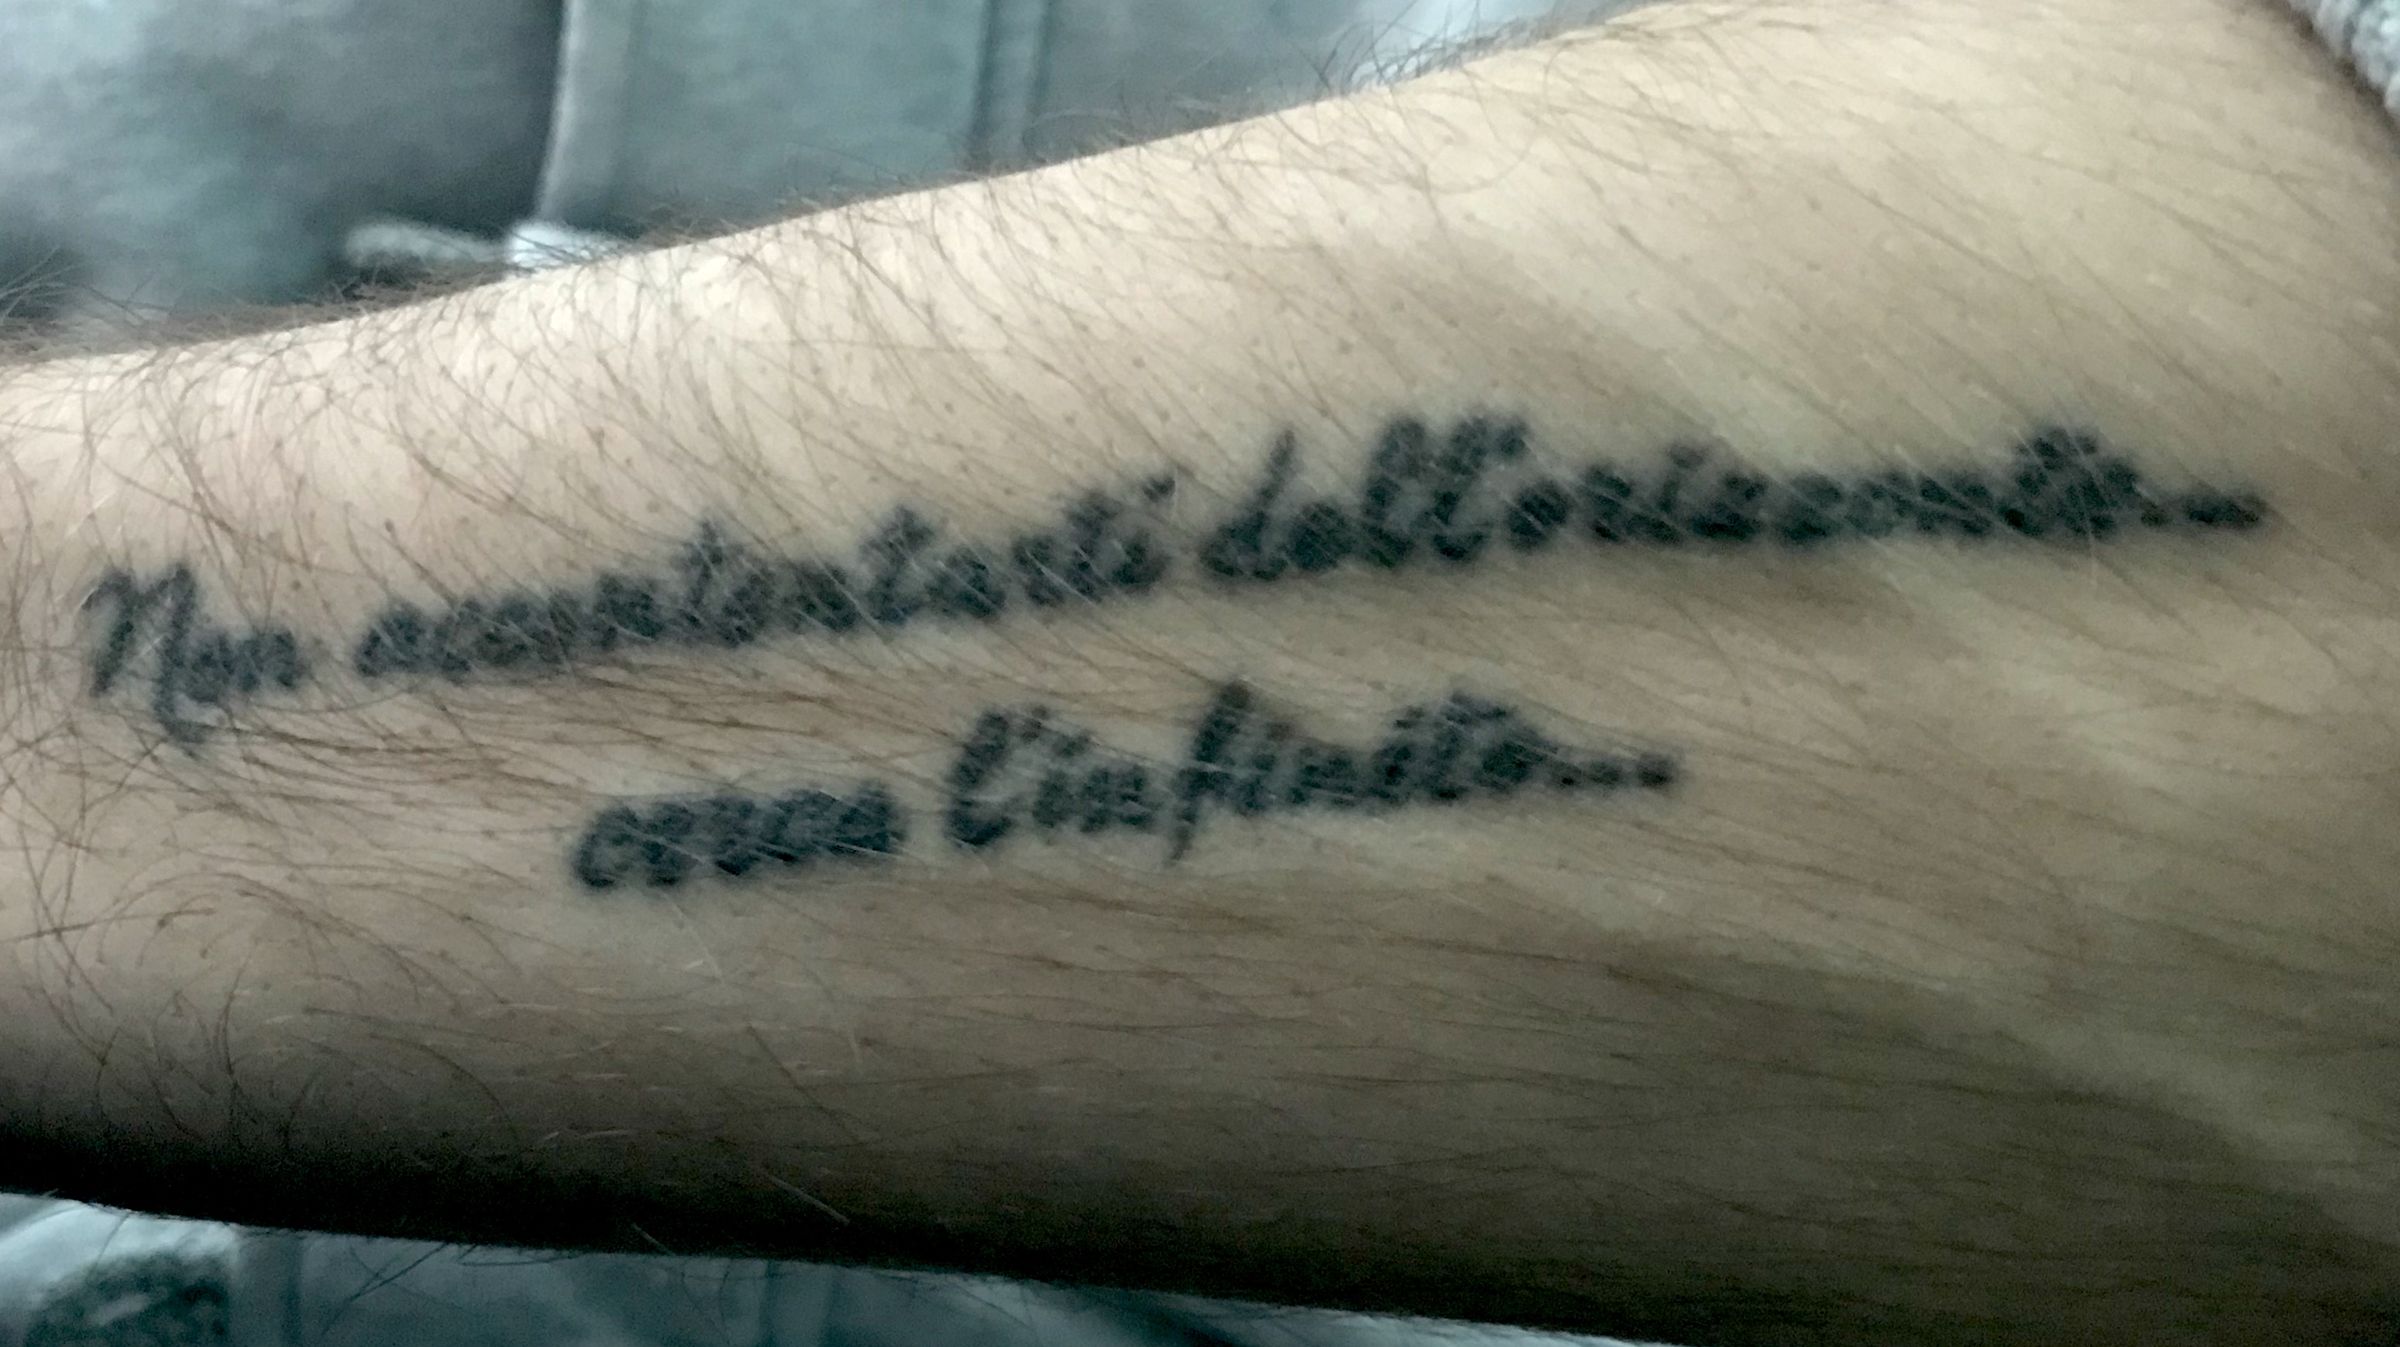 Non accontentarti dell'orizzonte...
cerca l'infinito...